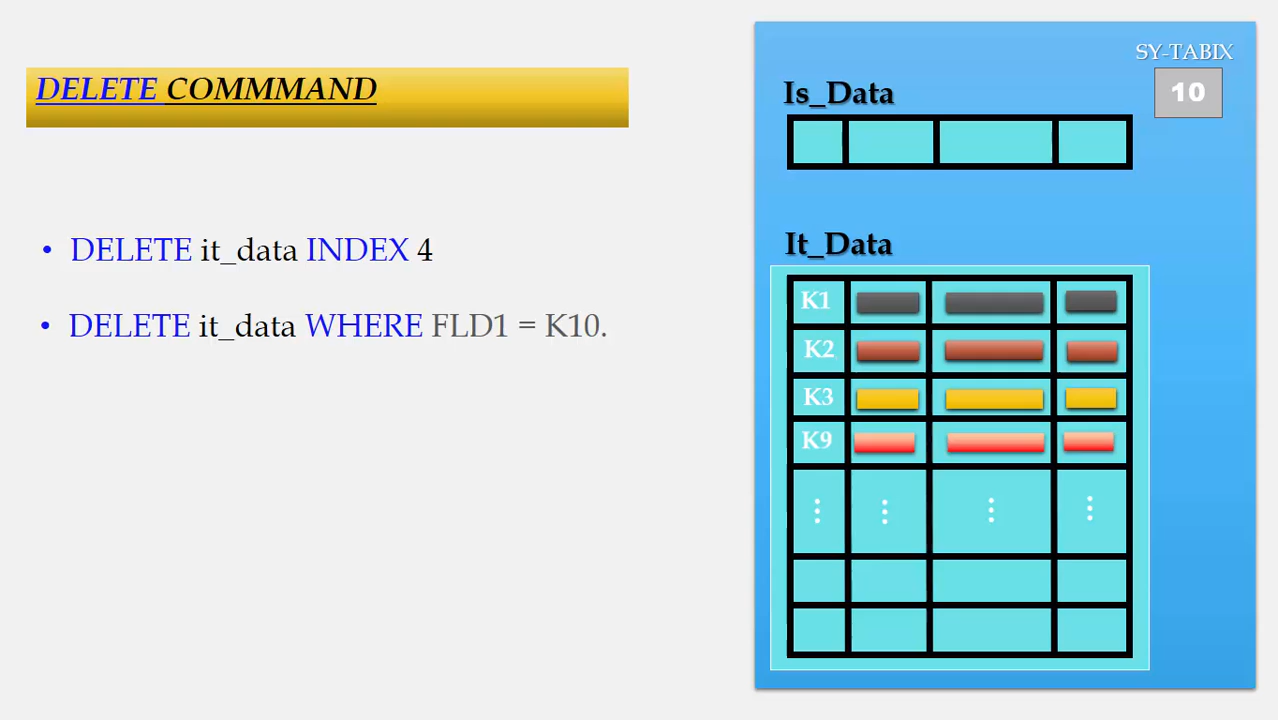 DELETE COMMMAND
• DELETE it_data INDEX 4
• DELETE it_data WHERE FLD1 = K10.
SY-TABIX
10
Is_Data
It_Data
K1
K2
K3
K9